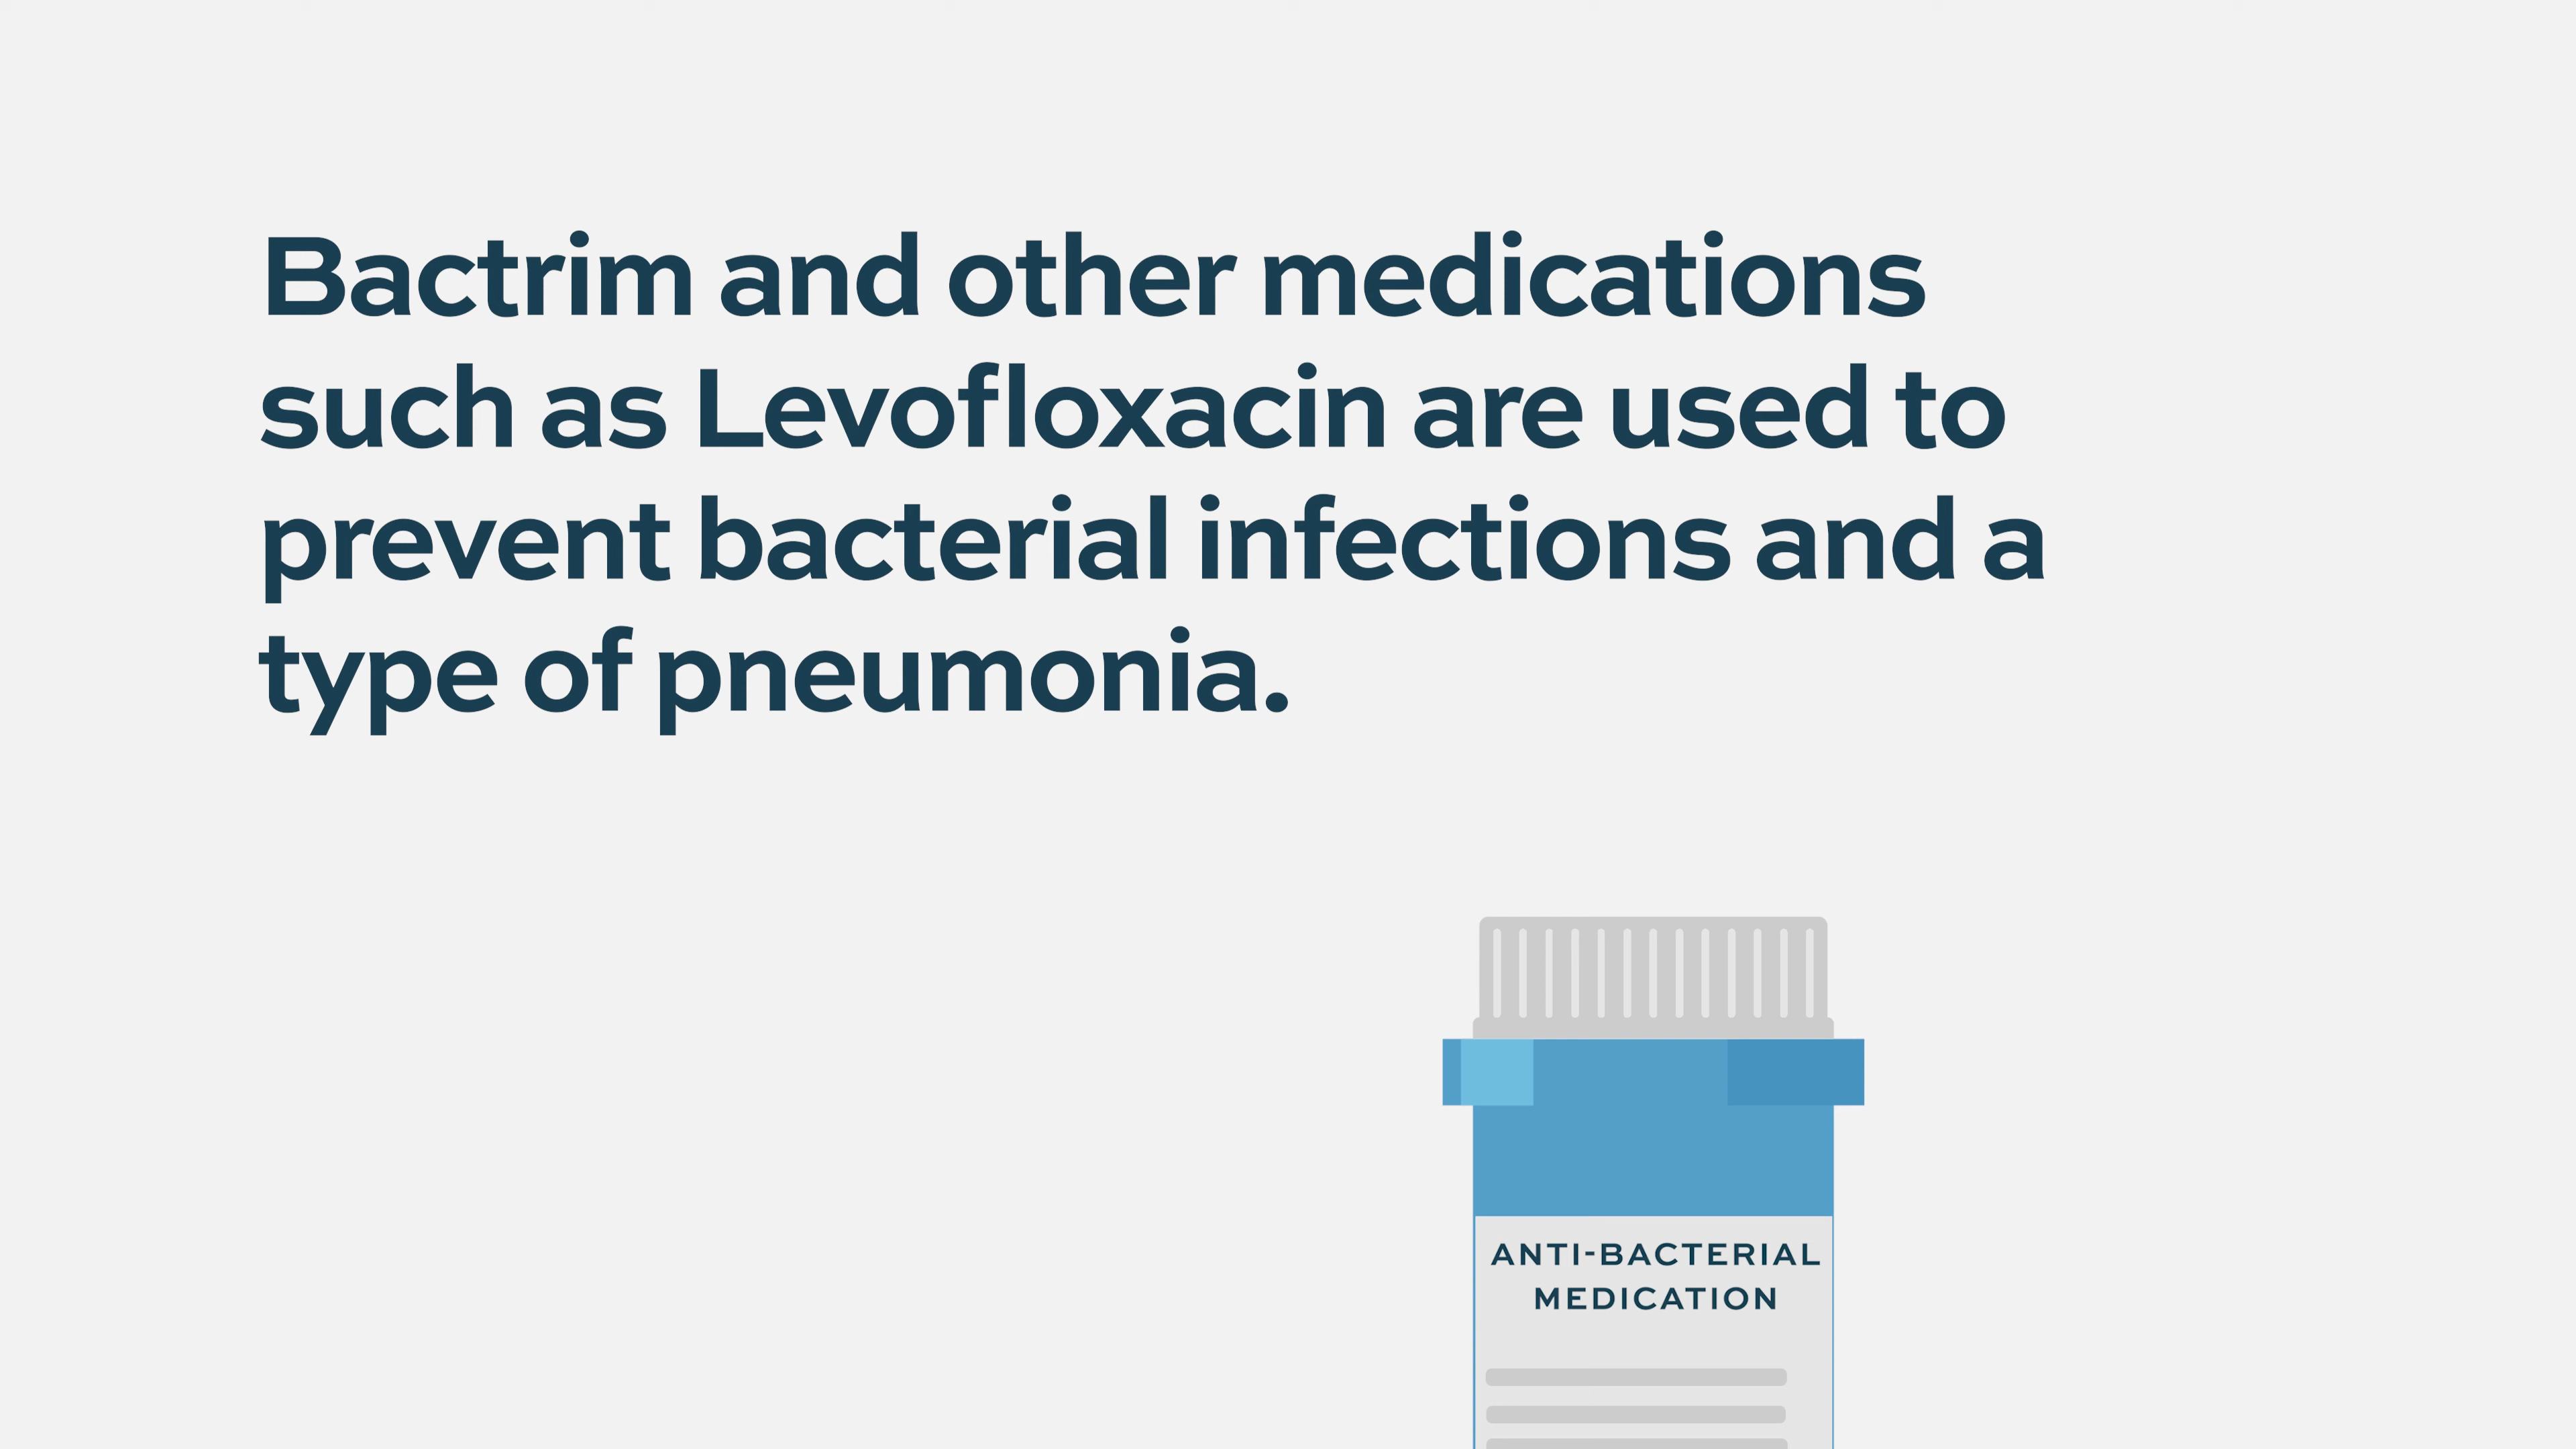 Bactrim and other medications
such as Levofloxacin are used to
prevent bacterial infections and a
type of pneumonia.
ANTI-BACTERIAL
MEDICATION